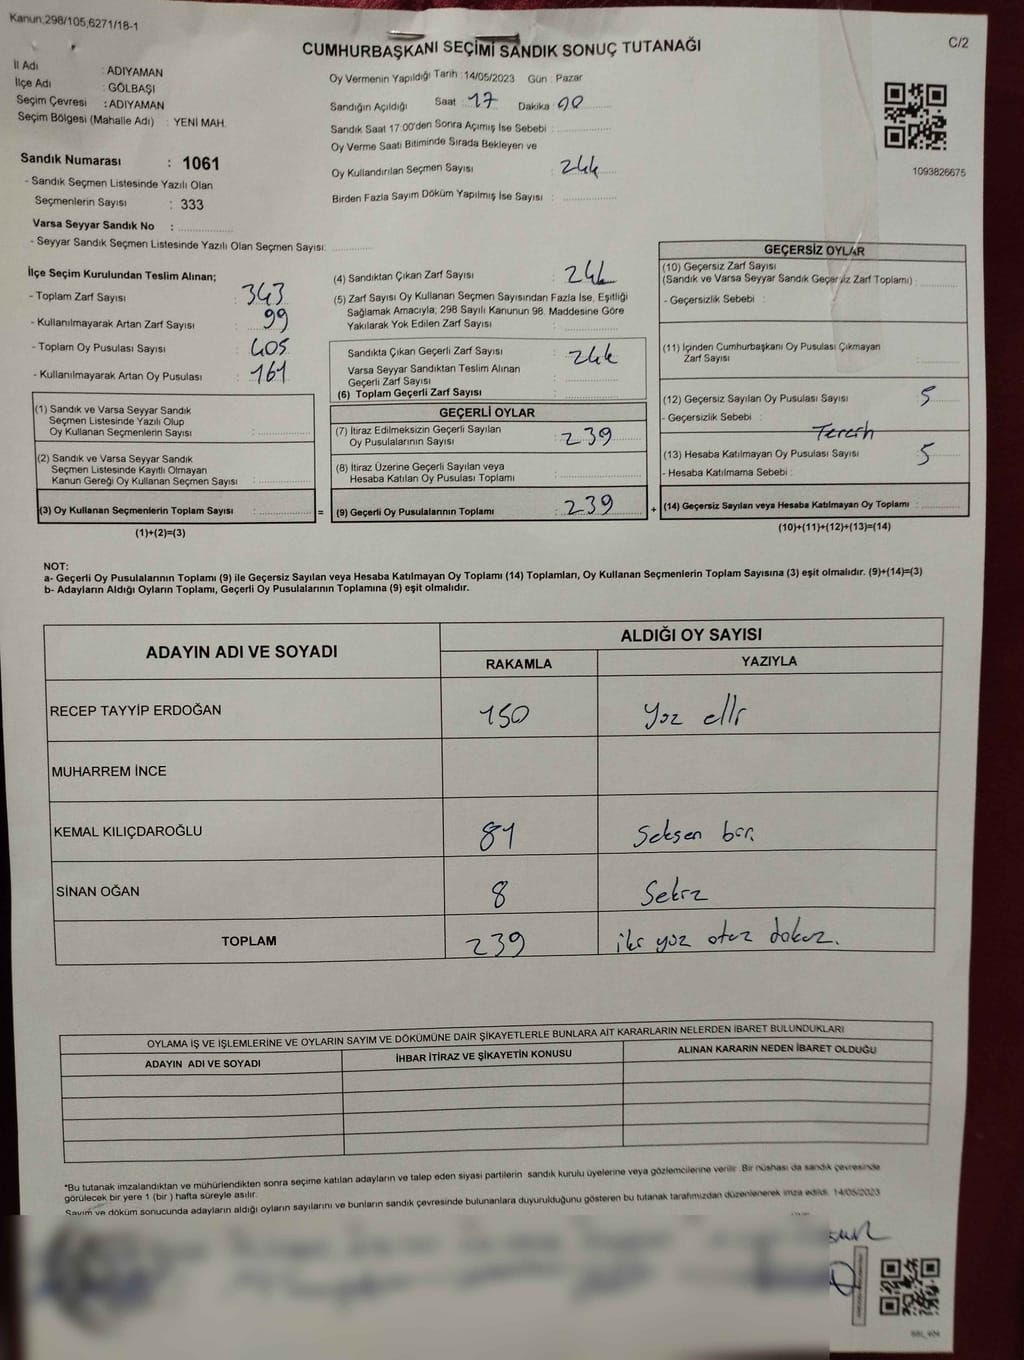 Kanun,298/105,6271/18-1
C/2
CUMHURBAŞKANI SEÇİMİ SANDIK SONUÇ TUTANAĞI
İl Adı : ADIYAMAN
İlçe Adı : GÖLBAŞI
Seçim Çevresi : ADIYAMAN
Seçim Bölgesi (Mahalle Adı) : YENİ MAH.
Sandık Numarası : 1061
- Sandık Seçmen Listesinde Yazılı Olan
Seçmenlerin Sayısı : 333
Varsa Seyyar Sandık No :
- Seyyar Sandık Seçmen Listesinde Yazılı Olan Seçmen Sayısı:
Oy Vermenin Yapıldığı Tarih : 14/05/2023 Gün : Pazar
Sandığın Açıldığı Saat : 17 Dakika : 00
Sandık Saat 17:00'den Sonra Açımış İse Sebebi :
Oy Verme Saati Bitiminde Sırada Bekleyen ve
Oy Kullandırılan Seçmen Sayısı : 244
Birden Fazla Sayım Döküm Yapılmış İse Sayısı :
1093826675
İlçe Seçim Kurulundan Teslim Alınan;
- Toplam Zarf Sayısı : 343
- Kullanılmayarak Artan Zarf Sayısı : 99
- Toplam Oy Pusulası Sayısı : 405
- Kullanılmayarak Artan Oy Pusulası : 161
(1) Sandık ve Varsa Seyyar Sandık
Seçmen Listesinde Yazılı Olup
Oy Kullanan Seçmenlerin Sayısı :
(2) Sandık ve Varsa Seyyar Sandık
Seçmen Listesinde Kayıtlı Olmayan
Kanun Gereği Oy Kullanan Seçmen Sayısı :
(3) Oy Kullanan Seçmenlerin Toplam Sayısı : =
(1)+(2)=(3)
(4) Sandıktan Çıkan Zarf Sayısı : 244
(5) Zarf Sayısı Oy Kullanan Seçmen Sayısından Fazla İse, Eşitliği
Sağlamak Amacıyla; 298 Sayılı Kanunun 98. Maddesine Göre
Yakılarak Yok Edilen Zarf Sayısı :
Sandıkta Çıkan Geçerli Zarf Sayısı : 244
Varsa Seyyar Sandıktan Teslim Alınan
Geçerli Zarf Sayısı :
(6) Toplam Geçerli Zarf Sayısı :
GEÇERLİ OYLAR
(7) İtiraz Edilmeksizin Geçerli Sayılan
Oy Pusulalarının Sayısı : 239
(8) İtiraz Üzerine Geçerli Sayılan veya
Hesaba Katılan Oy Pusulası Toplamı :
(9) Geçerli Oy Pusulalarının Toplamı : 239 +
GEÇERSİZ OYLAR
(10) Geçersiz Zarf Sayısı
(Sandık ve Varsa Seyyar Sandık Geçersiz Zarf Toplamı) :
- Geçersizlik Sebebi :
(11) İçinden Cumhurbaşkanı Oy Pusulası Çıkmayan
Zarf Sayısı :
(12) Geçersiz Sayılan Oy Pusulası Sayısı : 5
- Geçersizlik Sebebi :
(13) Hesaba Katılmayan Oy Pusulası Sayısı : 5
- Hesaba Katılmama Sebebi :
(14) Geçersiz Sayılan veya Hesaba Katılmayan Oy Toplamı :
(10)+(11)+(12)+(13)=(14)
NOT:
a- Geçerli Oy Pusulalarının Toplamı (9) ile Geçersiz Sayılan veya Hesaba Katılmayan Oy Toplamı (14) Toplamları, Oy Kullanan Seçmenlerin Toplam Sayısına (3) eşit olmalıdır. (9)+(14)=(3)
b- Adayların Aldığı Oyların Toplamı, Geçerli Oy Pusulalarının Toplamına (9) eşit olmalıdır.
ADAYIN ADI VE SOYADI
ALDIĞI OY SAYISI
RAKAMLA YAZIYLA
RECEP TAYYİP ERDOĞAN 150 Yüz elli
MUHARREM İNCE
KEMAL KILIÇDAROĞLU 81 Seksen bir.
SİNAN OĞAN 8 Sekiz
TOPLAM 239 iki yüz otuz dokuz.
OYLAMA İŞ VE İŞLEMLERİNE VE OYLARIN SAYIM VE DÖKÜMÜNE DAİR ŞİKAYETLERLE BUNLARA AİT KARARLARIN NELERDEN İBARET BULUNDUKLARI
ADAYIN ADI VE SOYADI İHBAR İTİRAZ VE ŞİKAYETİN KONUSU ALINAN KARARIN NEDEN İBARET OLDUĞU
*Bu tutanak imzalandıktan ve mühürlendikten sonra seçime katılan adayların ve talep eden siyasi partilerin sandık kurulu üyelerine veya gözlemcilerine verilir. Bir nüshası da sandık çevresinde
görülecek bir yere 1 (bir ) hafta süreyle asılır.
Sayım ve döküm sonucunda adayların aldığı oyların sayılarını ve bunların sandık çevresinde bulunanlara duyurulduğunu gösteren bu tutanak tarafımızdan düzenlenerek imza edildi. 14/05/2023